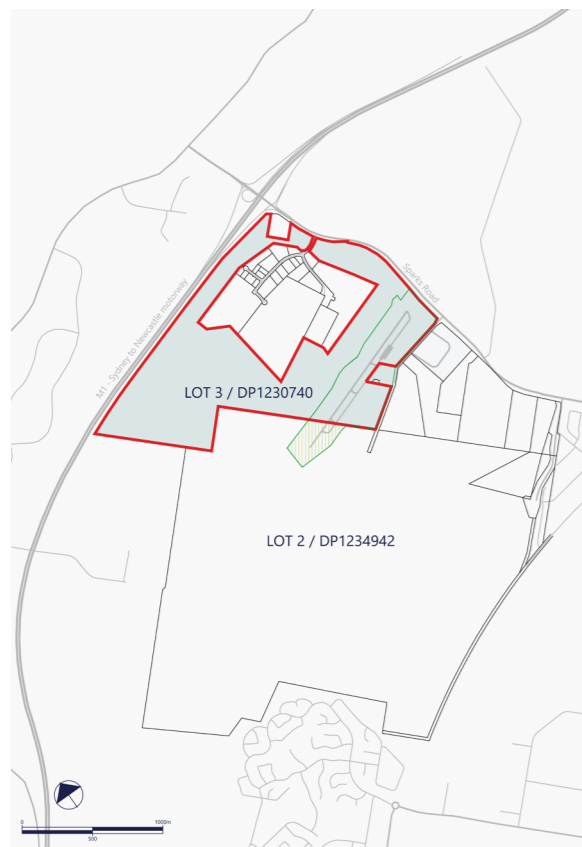 Sparks Road
M1 - Sydney to Newcastle motorway
LOT 3 / DP1230740
LOT 2 / DP1234942
0
1000m
500